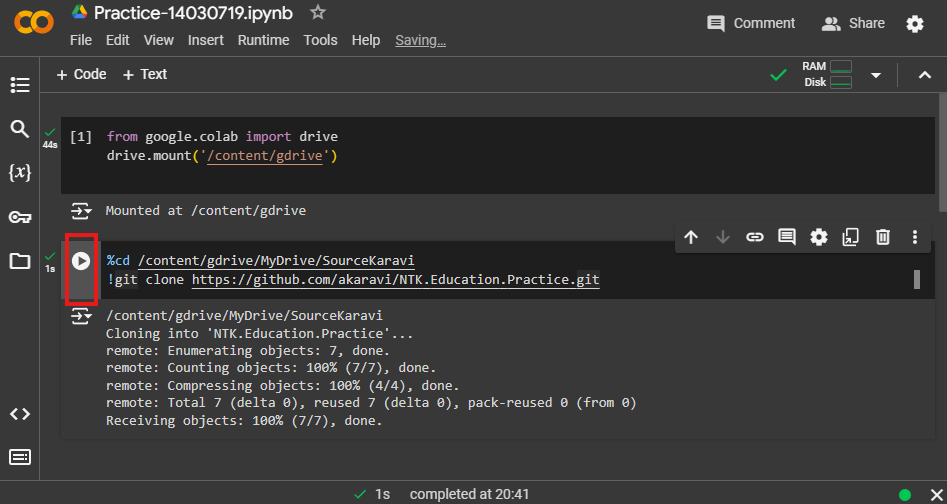 Practice-14030719.ipynb
File Edit View Insert Runtime Tools Help Saving…
Comment Share
+ Code + Text
RAM
Disk
44s
[1] from google.colab import drive
drive.mount('/content/gdrive')
Mounted at /content/gdrive
{x}
1s
%cd /content/gdrive/MyDrive/SourceKaravi
!git clone https://github.com/akaravi/NTK.Education.Practice.git
/content/gdrive/MyDrive/SourceKaravi
Cloning into 'NTK.Education.Practice'...
remote: Enumerating objects: 7, done.
remote: Counting objects: 100% (7/7), done.
remote: Compressing objects: 100% (4/4), done.
remote: Total 7 (delta 0), reused 7 (delta 0), pack-reused 0 (from 0)
Receiving objects: 100% (7/7), done.
1s completed at 20:41